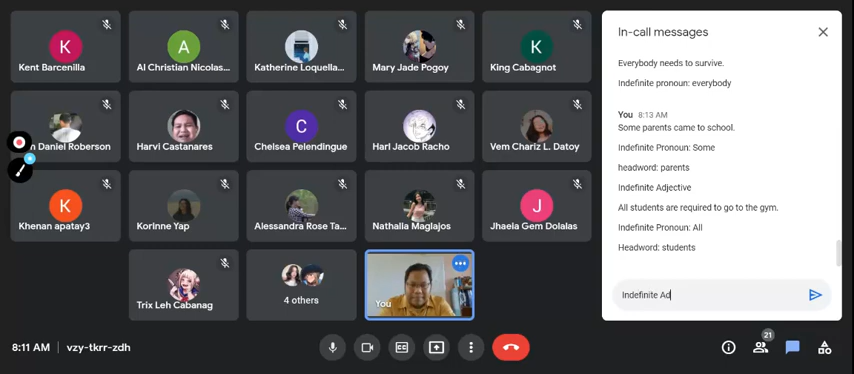 In-call messages
Everybody needs to survive.
Indefinite pronoun: everybody
You 8:13 AM
Some parents came to school.
Indefinite Pronoun: Some
headword: parents
Indefinite Adjective
All students are required to go to the gym.
Indefinite Pronoun: All
Headword: students
Indefinite Ad
K
A
K
Kent Barcenilla
Al Christian Nicolas...
Katherine Loquella...
Mary Jade Pogoy
King Cabagnot
C
Daniel Roberson
Harvi Castanares
Chelsea Pelendingue
Harl Jacob Racho
Vem Chariz L. Datoy
K
J
Khenan apatay3
Korinne Yap
Alessandra Rose Ta...
Nathalia Maglajos
Jhaeia Gem Dolalas
Trix Leh Cabanag
4 others
You
8:11 AM | vzy-tkrr-zdh
CC
21